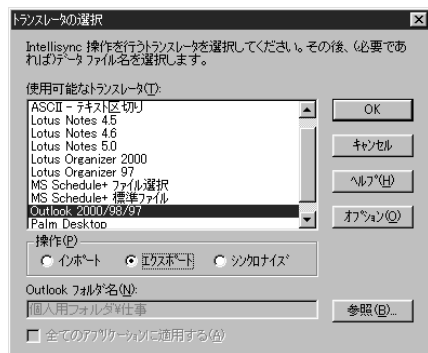 トランスレータの選択
Intellisync 操作を行うトランスレータを選択してください。その後、(必要であ
れば)データ ファイル名を選択します。
使用可能なトランスレータ(T):
ASCII - テキスト区切り
Lotus Notes 4.5
Lotus Notes 4.6
Lotus Notes 5.0
Lotus Organizer 2000
Lotus Organizer 97
MS Schedule+ ファイル選択
MS Schedule+ 標準ファイル
Outlook 2000/98/97
Palm Desktop
OK
キャンセル
ヘルプ(H)
オプション(O)
操作(P)
インポート
エクスポート
シンクロナイズ
Outlook フォルダ名(N):
個人用フォルダ¥仕事
参照(B)...
全てのアプリケーションに適用する(A)